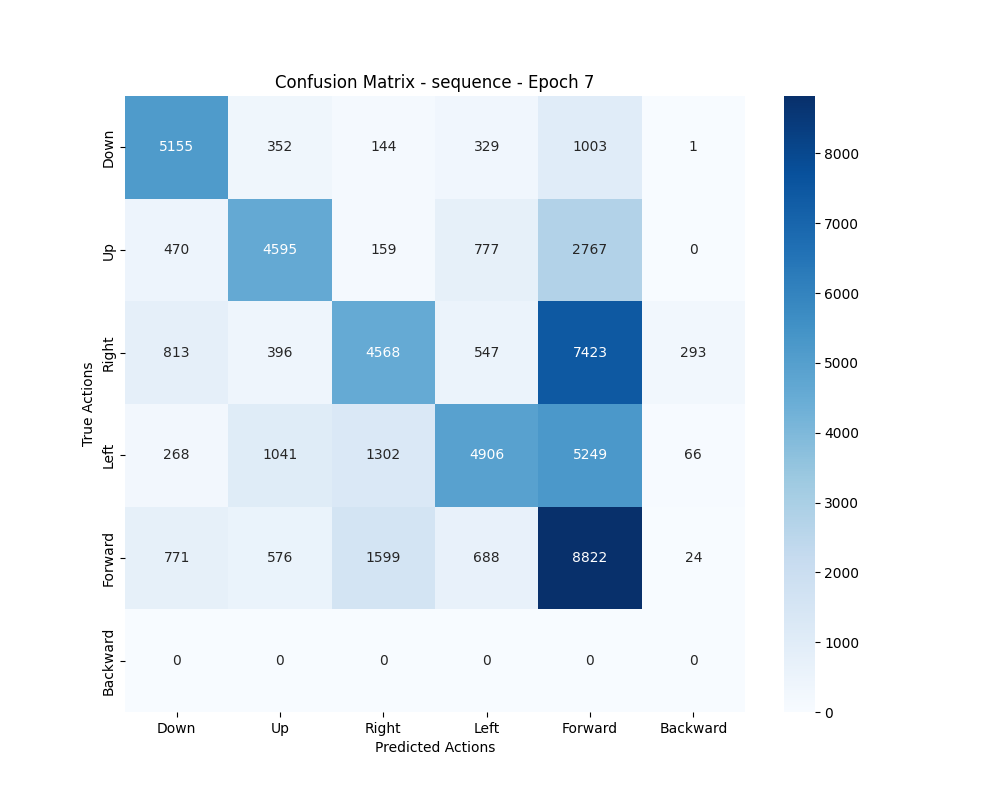 Confusion Matrix - sequence - Epoch 7
True Actions
Down 5155 352 144 329 1003 1
Up 470 4595 159 777 2767 0
Right 813 396 4568 547 7423 293
Left 268 1041 1302 4906 5249 66
Forward 771 576 1599 688 8822 24
Backward 0 0 0 0 0 0
Down Up Right Left Forward Backward
Predicted Actions
8000
7000
6000
5000
4000
3000
2000
1000
0